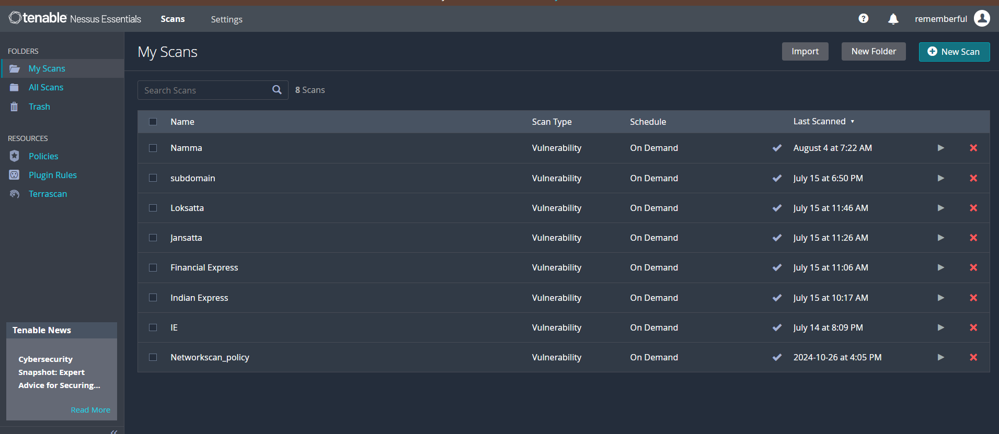 tenable Nessus Essentials Scans Settings rememberful
FOLDERS
My Scans
All Scans
Trash
RESOURCES
Policies
Plugin Rules
Terrascan
Tenable News
Cybersecurity
Snapshot: Expert
Advice for Securing...
Read More
My Scans Import New Folder New Scan
Search Scans 8 Scans
Name Scan Type Schedule Last Scanned
Namma Vulnerability On Demand August 4 at 7:22 AM
subdomain Vulnerability On Demand July 15 at 6:50 PM
Loksatta Vulnerability On Demand July 15 at 11:46 AM
Jansatta Vulnerability On Demand July 15 at 11:26 AM
Financial Express Vulnerability On Demand July 15 at 11:06 AM
Indian Express Vulnerability On Demand July 15 at 10:17 AM
IE Vulnerability On Demand July 14 at 8:09 PM
Networkscan_policy Vulnerability On Demand 2024-10-26 at 4:05 PM